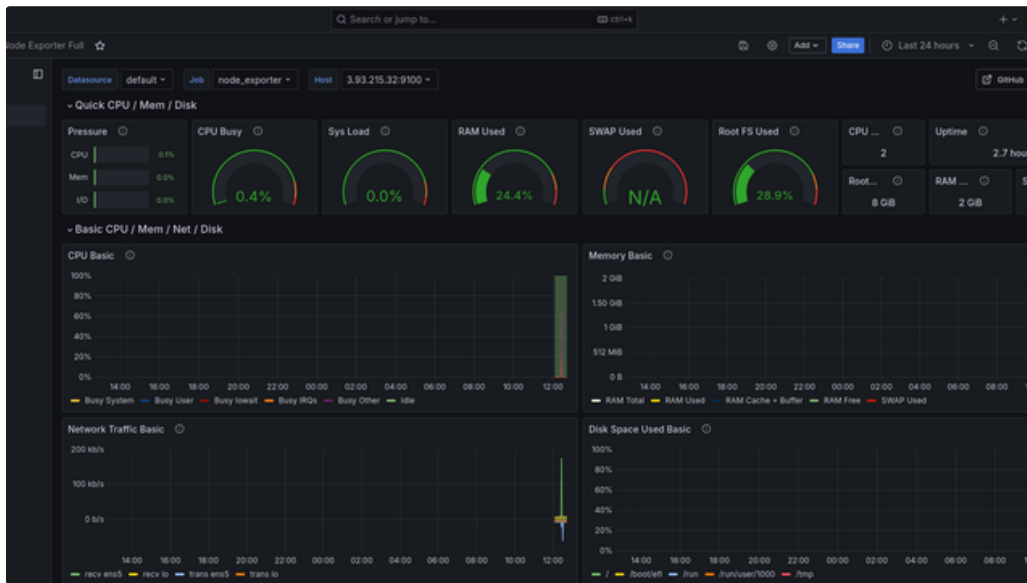 Search or jump to... ctrl+k
Node Exporter Full Add Share Last 24 hours
Datasource default Job node_exporter Host 3.93.215.32:9100 GitHub
Quick CPU / Mem / Disk
Pressure CPU Busy Sys Load RAM Used SWAP Used Root FS Used CPU ... Uptime
CPU 0.1% 2 2.7 hou
Mem 0.0% Root... RAM ... S
I/O 0.0% 0.4% 0.0% 24.4% N/A 28.9% 8 GiB 2 GiB
Basic CPU / Mem / Net / Disk
CPU Basic
100%
80%
60%
40%
20%
0%
14:00 16:00 18:00 20:00 22:00 00:00 02:00 04:00 06:00 08:00 10:00 12:00
Busy System Busy User Busy Iowait Busy IRQs Busy Other Idle
Memory Basic
2 GiB
1.50 GiB
1 GiB
512 MiB
0 B
14:00 16:00 18:00 20:00 22:00 00:00 02:00 04:00 06:00 08:00
RAM Total RAM Used RAM Cache + Buffer RAM Free SWAP Used
Network Traffic Basic
200 kb/s
100 kb/s
0 b/s
14:00 16:00 18:00 20:00 22:00 00:00 02:00 04:00 06:00 08:00 10:00 12:00
recv ens5 recv lo trans ens5 trans lo
Disk Space Used Basic
100%
80%
60%
40%
20%
0%
14:00 16:00 18:00 20:00 22:00 00:00 02:00 04:00 06:00 08:00
/ /boot/efi /run /run/user/1000 /tmp